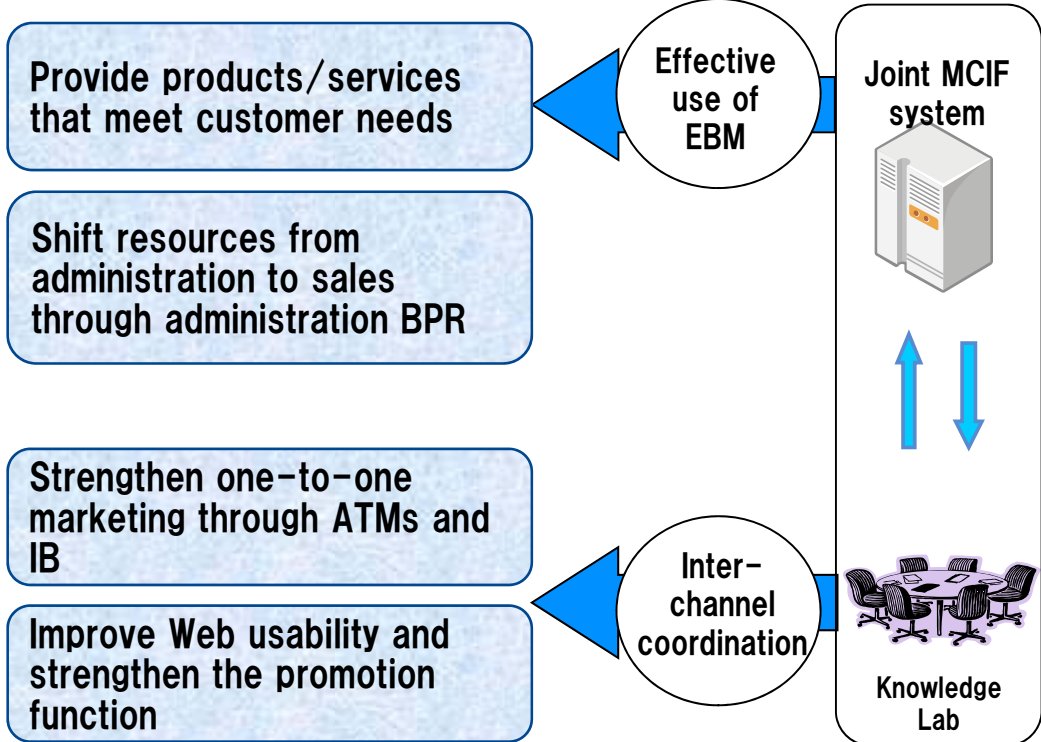 Provide products/services
that meet customer needs
Shift resources from
administration to sales
through administration BPR
Strengthen one-to-one
marketing through ATMs and
IB
Improve Web usability and
strengthen the promotion
function
Effective
use of
EBM
Inter-
channel
coordination
Joint MCIF
system
Knowledge
Lab